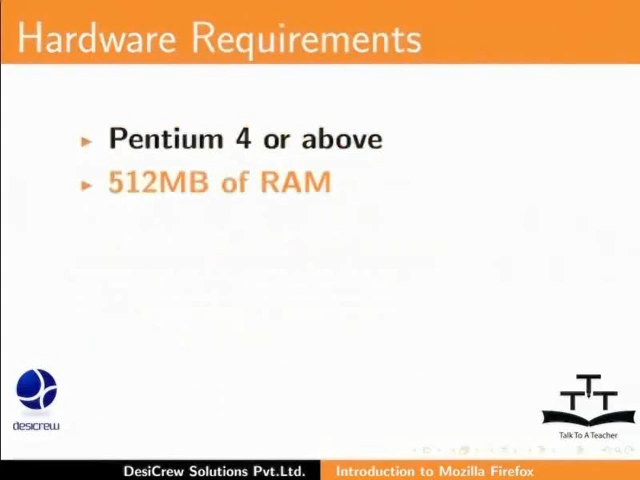 Hardware Requirements
Pentium 4 or above
512MB of RAM
desicrew
TTT
Talk To A Teacher
DesiCrew Solutions Pvt.Ltd.
Introduction to Mozilla Firefox